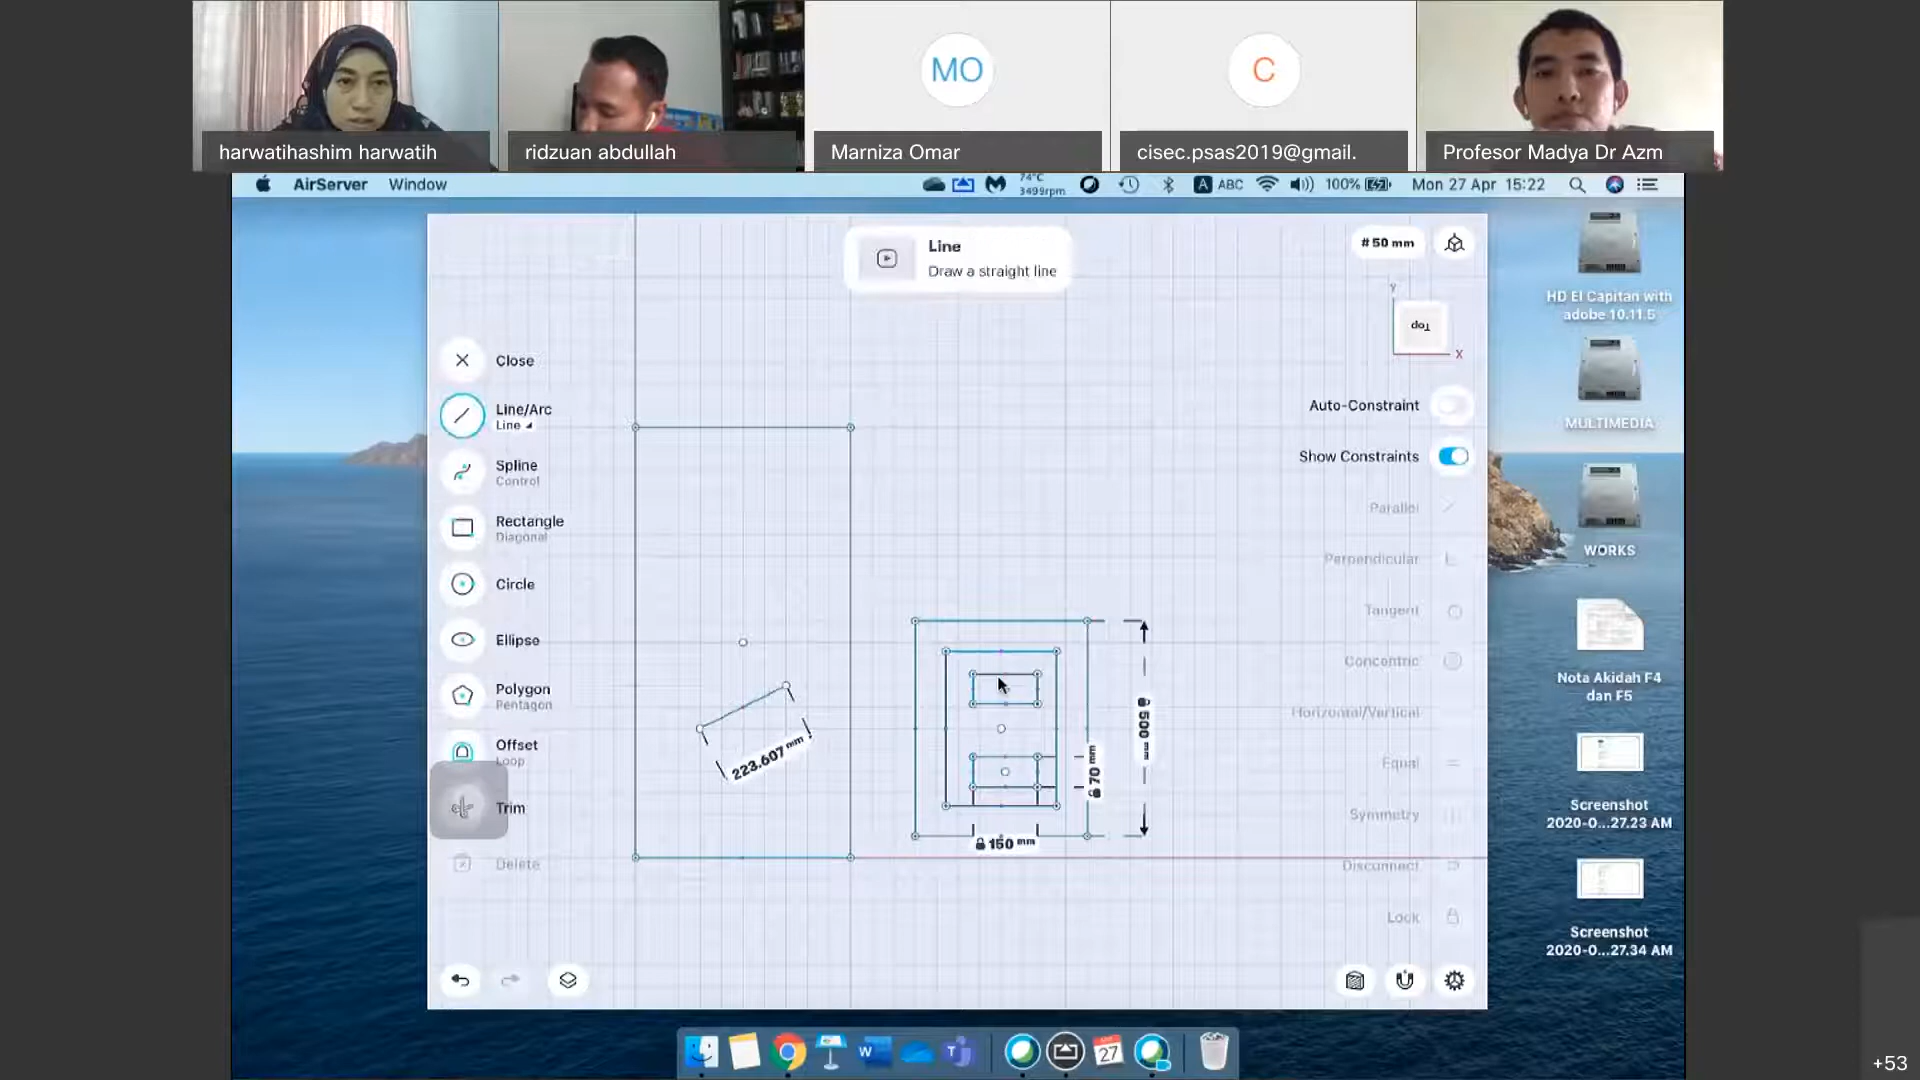 MO
C
harwatihashim harwatih
ridzuan abdullah
Marniza Omar
cisec.psas2019@gmail.
Profesor Madya Dr Azm
AirServer Window
74°C
3499rpm
A ABC
100%
Mon 27 Apr 15:22
Line
Draw a straight line
# 50 mm
Y
Top
X
Close
Line/Arc
Line
Spline
Control
Rectangle
Diagonal
Circle
Ellipse
Polygon
Pentagon
Offset
Loop
Trim
Delete
223.607 mm
500 mm
70 mm
150 mm
Auto-Constraint
Show Constraints
Parallel
Perpendicular
Tangent
Concentric
Horizontal/Vertical
Equal
Symmetry
Disconnect
Lock
HD El Capitan with
adobe 10.11.5
MULTIMEDIA
WORKS
Nota Akidah F4
dan F5
Screenshot
2020-0...27.23 AM
Screenshot
2020-0...27.34 AM
W
T
27
+53